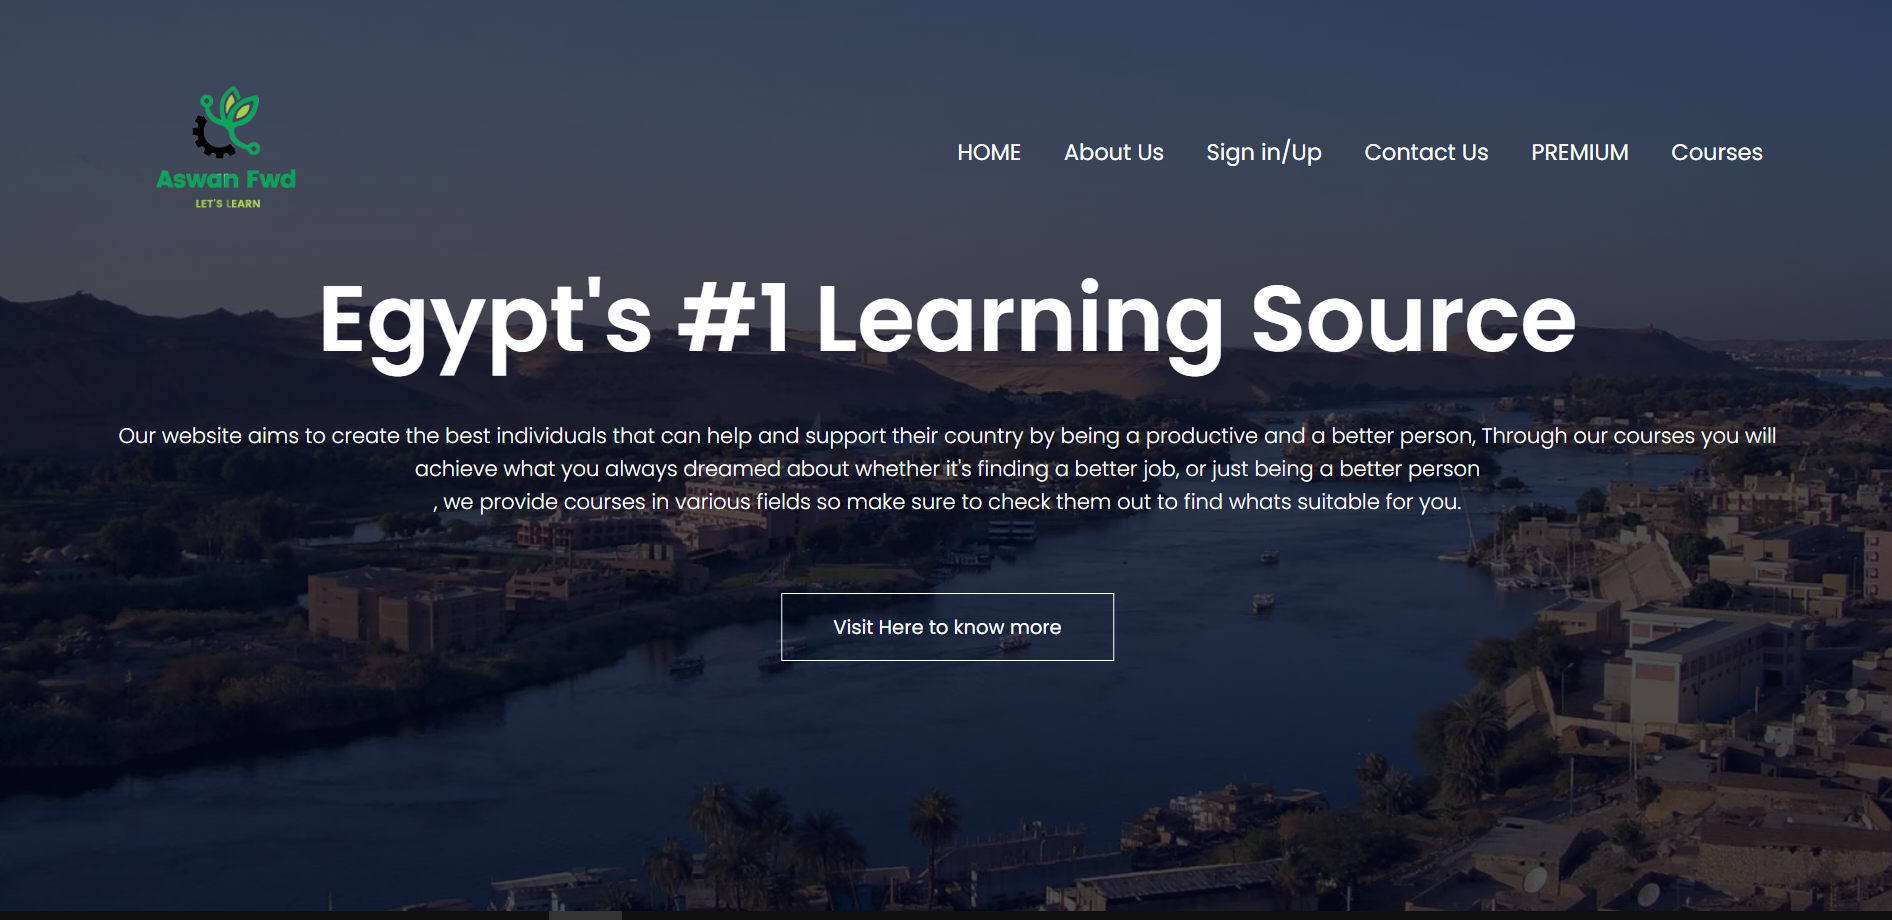 Aswan Fwd
LET'S LEARN
HOME About Us Sign in/Up Contact Us PREMIUM Courses
Egypt's #1 Learning Source
Our website aims to create the best individuals that can help and support their country by being a productive and a better person, Through our courses you will
achieve what you always dreamed about whether it's finding a better job, or just being a better person
, we provide courses in various fields so make sure to check them out to find whats suitable for you.
Visit Here to know more